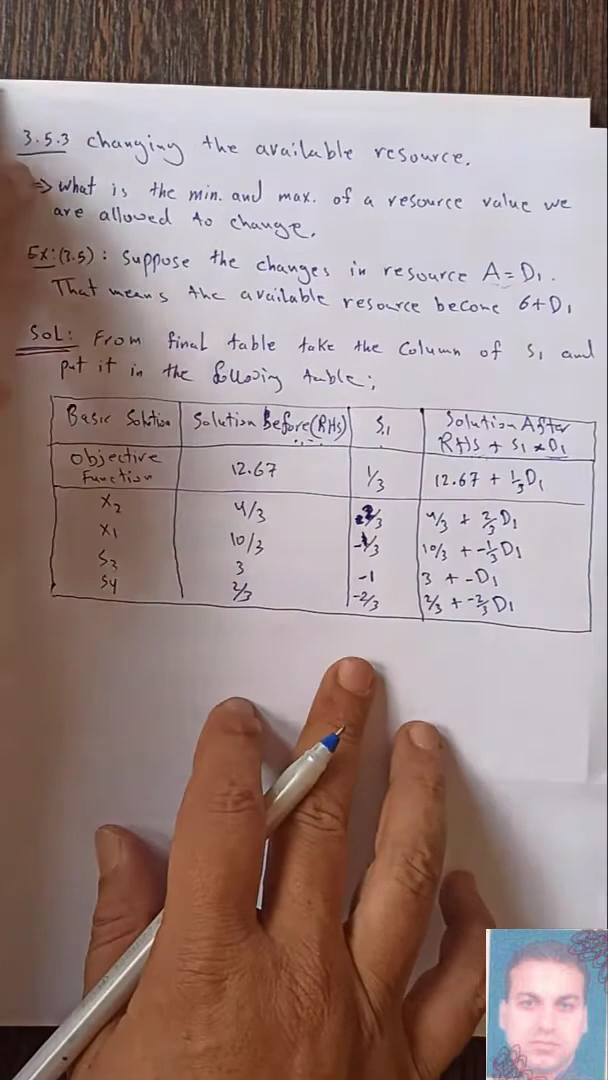 3.5.3 changing the available resource.
=> what is the min. and max. of a resource value we
are allowed to change.
Ex:(3.5): suppose the changes in resource A = D1.
That means the available resource become 6+D1
SOL: From final table take the column of S1 and
put it in the following table;
Basic Solution | Solution Before (RHS) | S1 | Solution After RHS + S1 × D1
Objective Function | 12.67 | 1/3 | 12.67 + 1/3 D1
X2 | 4/3 | 2/3 | 4/3 + 2/3 D1
X1 | 10/3 | -1/3 | 10/3 + -1/3 D1
S3 | 3 | -1 | 3 + -D1
S4 | 2/3 | -2/3 | 2/3 + -2/3 D1